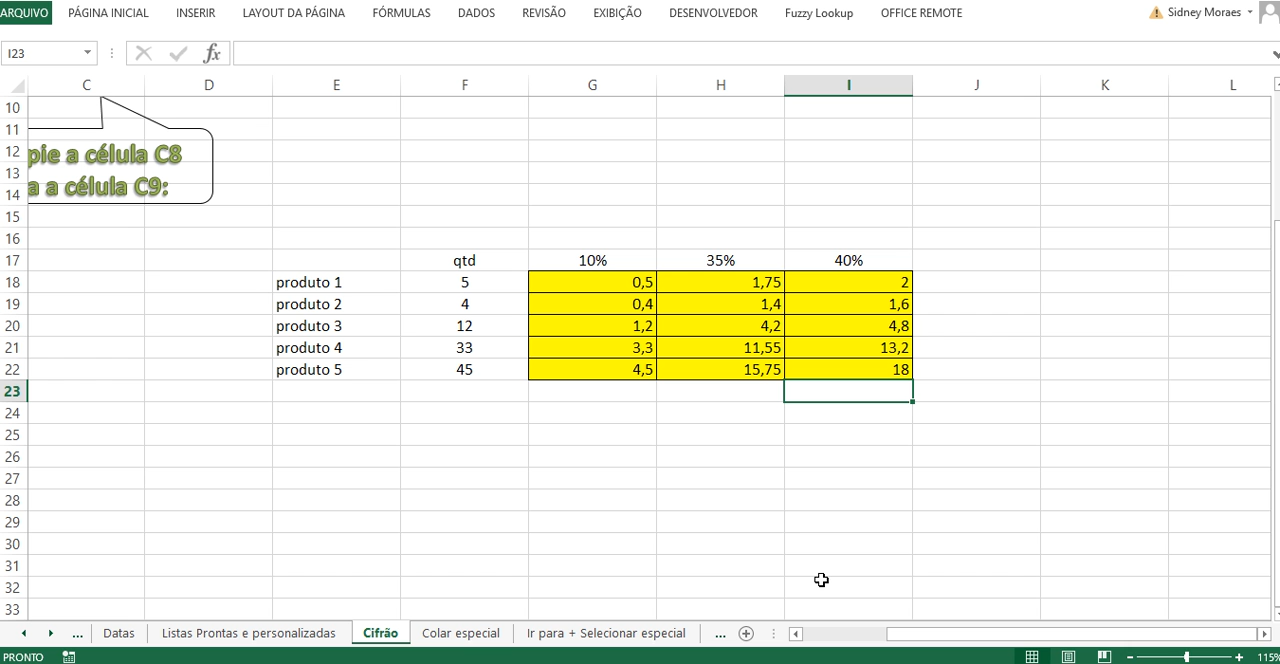 ARQUIVO PÁGINA INICIAL INSERIR LAYOUT DA PÁGINA FÓRMULAS DADOS REVISÃO EXIBIÇÃO DESENVOLVEDOR Fuzzy Lookup OFFICE REMOTE Sidney Moraes
I23 fx
C D E F G H I J K L
10
11
12 pie a célula C8
13
14 a a célula C9:
15
16
17 qtd 10% 35% 40%
18 produto 1 5 0,5 1,75 2
19 produto 2 4 0,4 1,4 1,6
20 produto 3 12 1,2 4,2 4,8
21 produto 4 33 3,3 11,55 13,2
22 produto 5 45 4,5 15,75 18
23
24
25
26
27
28
29
30
31
32
33
... Datas Listas Prontas e personalizadas Cifrão Colar especial Ir para + Selecionar especial ...
PRONTO 115%